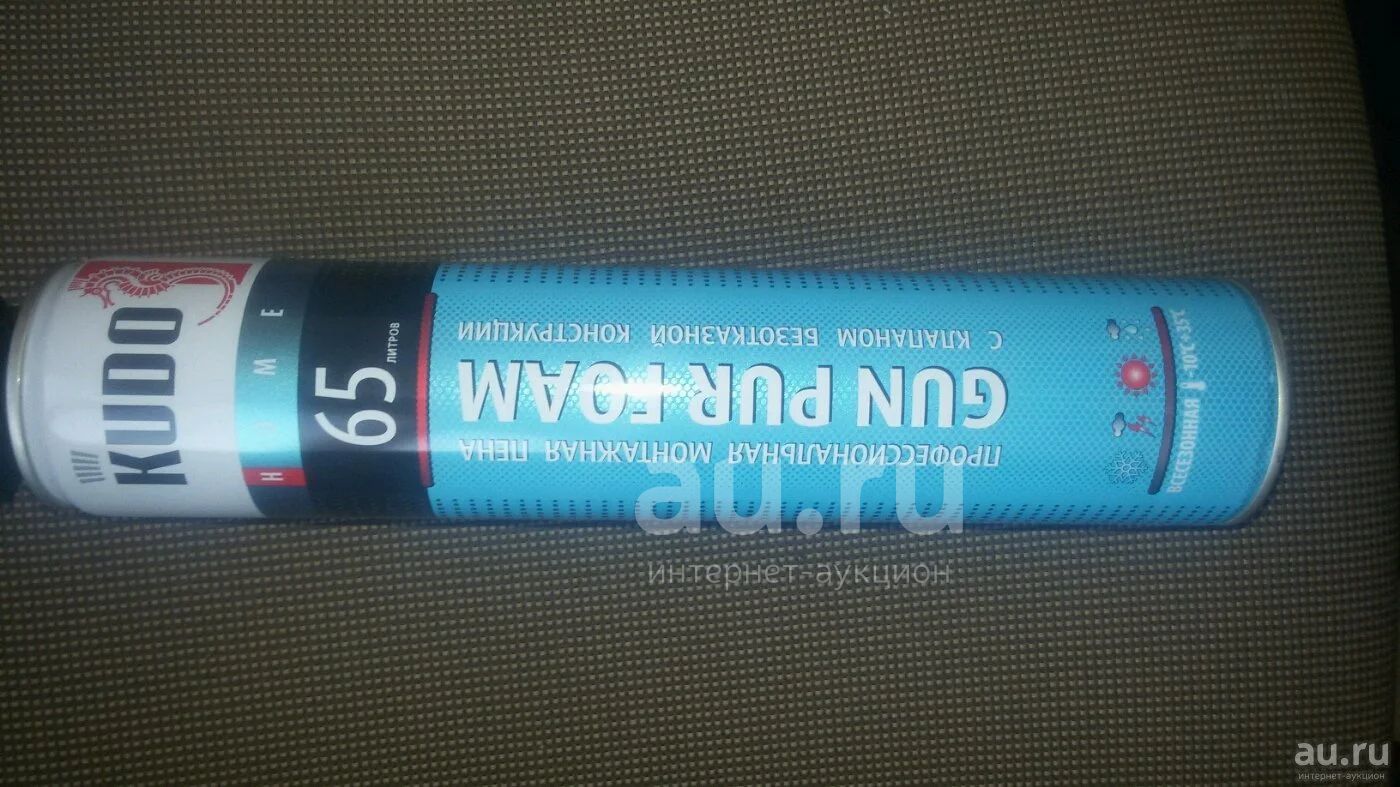 KUDO
HOME
65
ЛИТРОВ
ПРОФЕССИОНАЛЬНАЯ МОНТАЖНАЯ ПЕНА
GUN PUR FOAM
С КЛАПАНОМ БЕЗОТКАЗНОЙ КОНСТРУКЦИИ
ВСЕСЕЗОННАЯ -10°C +35°C
au.ru
интернет-аукцион
au.ru
интернет-аукцион